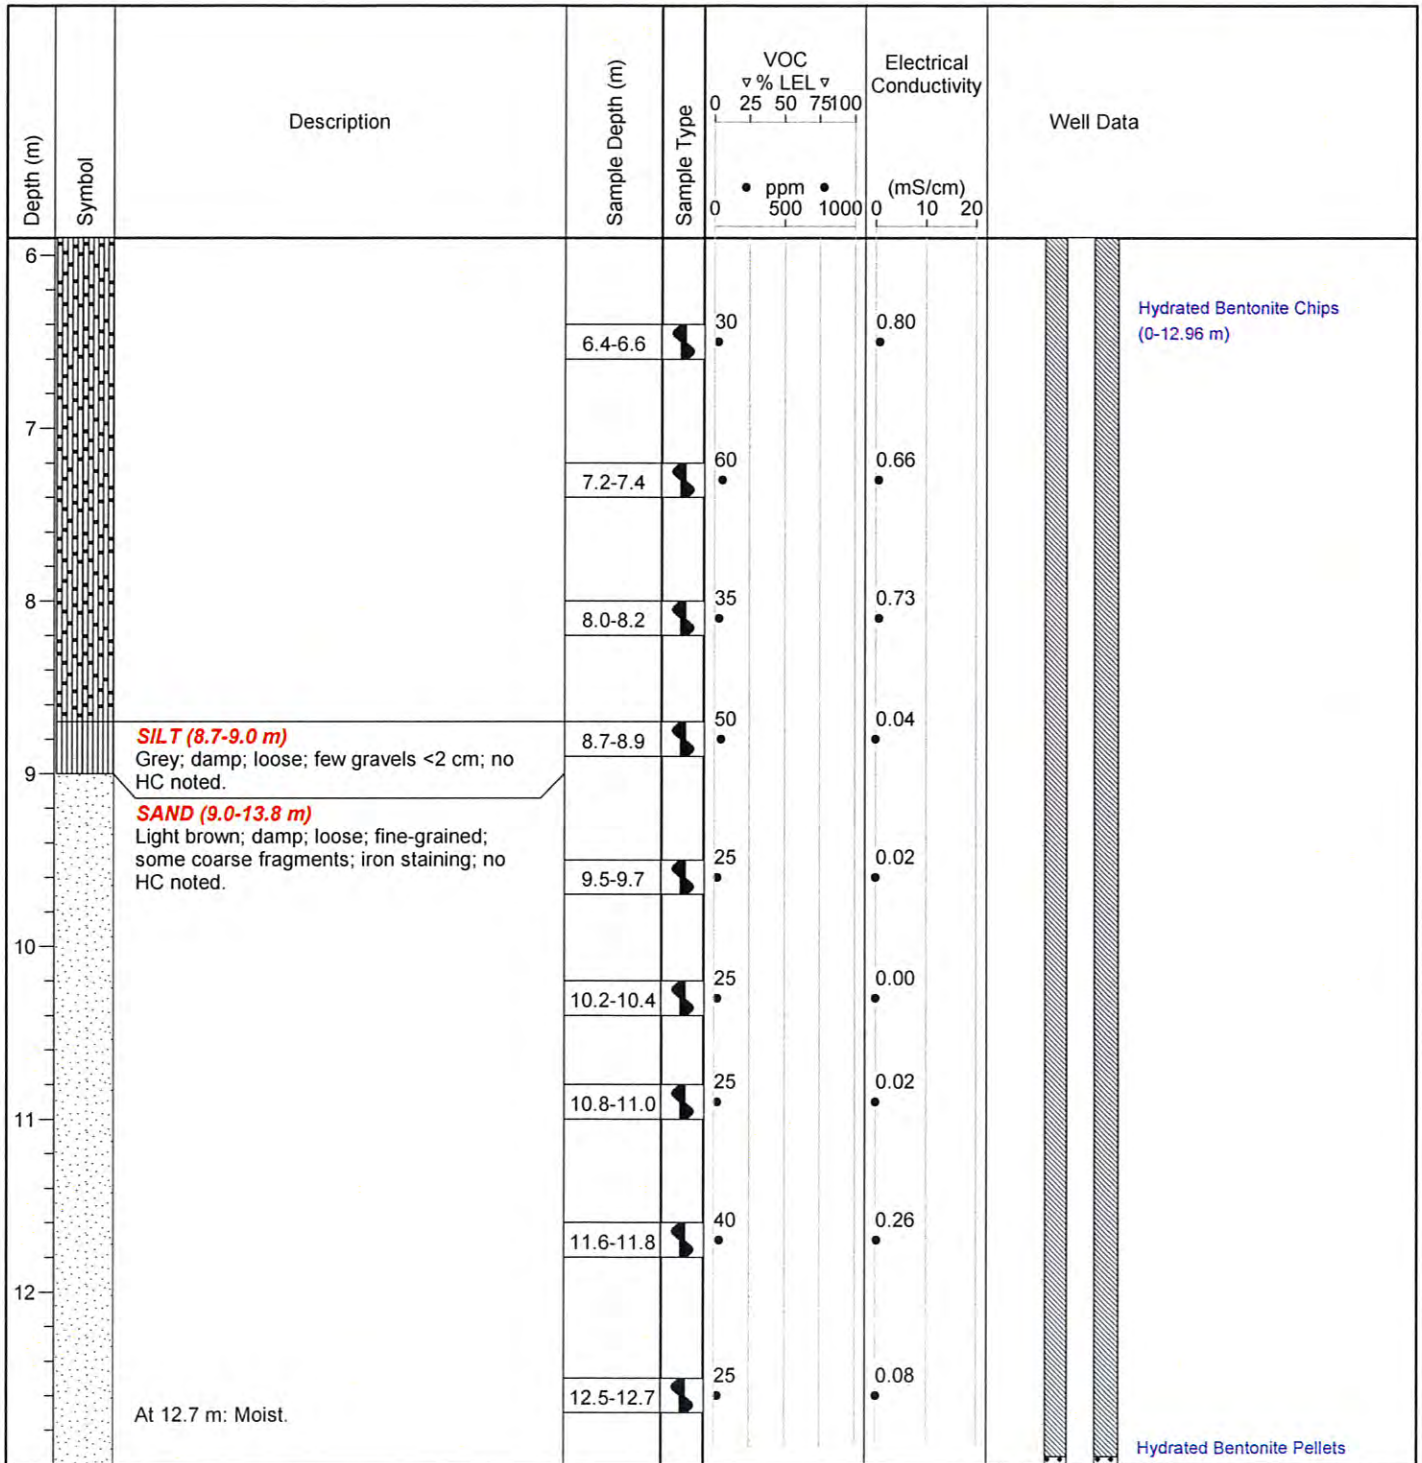 Depth (m)
Symbol
Description
Sample Depth (m)
Sample Type
VOC
▿ % LEL ▿
0 25 50 75 100
• ppm •
0 500 1000
Electrical
Conductivity
(mS/cm)
0 10 20
Well Data
6
Hydrated Bentonite Chips
(0-12.96 m)
6.4-6.6 30 0.80
7
7.2-7.4 60 0.66
8
8.0-8.2 35 0.73
SILT (8.7-9.0 m)
Grey; damp; loose; few gravels <2 cm; no
HC noted.
8.7-8.9 50 0.04
9
SAND (9.0-13.8 m)
Light brown; damp; loose; fine-grained;
some coarse fragments; iron staining; no
HC noted.
9.5-9.7 25 0.02
10
10.2-10.4 25 0.00
10.8-11.0 25 0.02
11
11.6-11.8 40 0.26
12
12.5-12.7 25 0.08
At 12.7 m: Moist.
Hydrated Bentonite Pellets